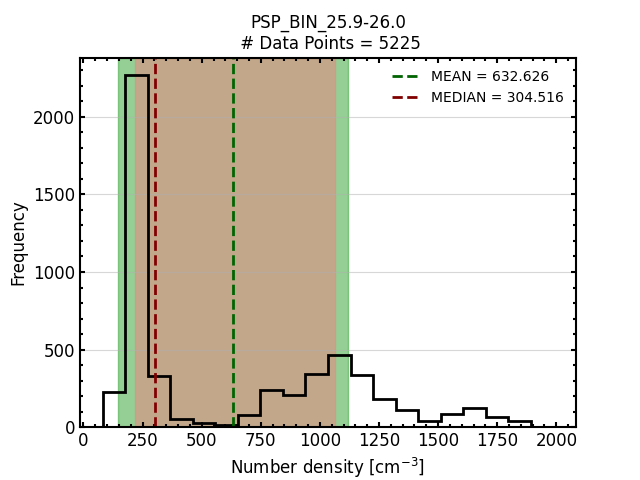 PSP_BIN_25.9-26.0
# Data Points = 5225
MEAN = 632.626
MEDIAN = 304.516
Frequency
2000
1500
1000
500
0
0 250 500 750 1000 1250 1500 1750 2000
Number density [cm⁻³]